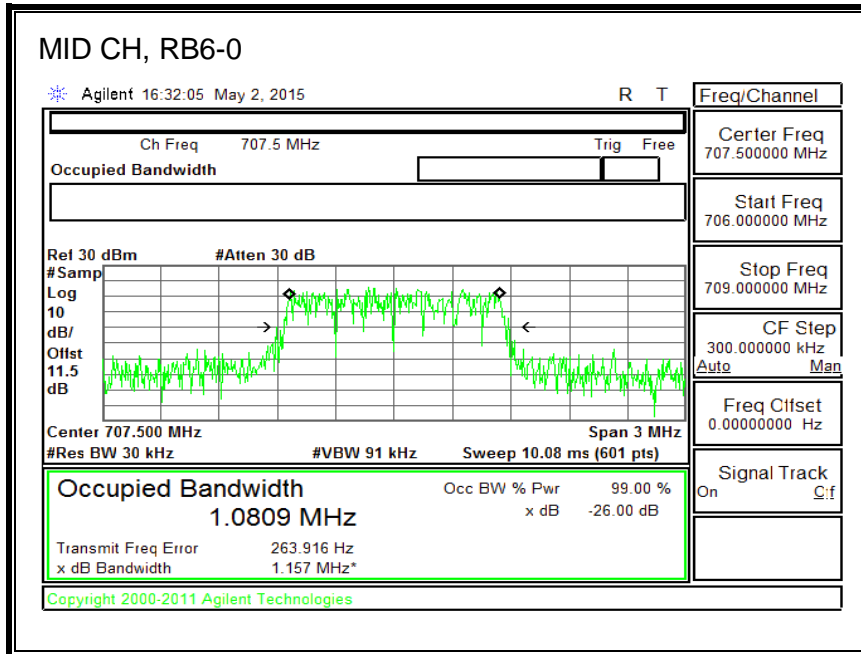 MID CH, RB6-0
Agilent 16:32:05 May 2, 2015 R T
Freq/Channel
Ch Freq 707.5 MHz Trig Free
Occupied Bandwidth
Center Freq
707.500000 MHz
Start Freq
706.000000 MHz
Stop Freq
709.000000 MHz
CF Step
300.000000 kHz
Auto Man
Freq Offset
0.00000000 Hz
Signal Track
On Off
Ref 30 dBm #Atten 30 dB
#Samp
Log
10
dB/
Offst
11.5
dB
Center 707.500 MHz Span 3 MHz
#Res BW 30 kHz #VBW 91 kHz Sweep 10.08 ms (601 pts)
Occupied Bandwidth
1.0809 MHz
Occ BW % Pwr 99.00 %
x dB -26.00 dB
Transmit Freq Error 263.916 Hz
x dB Bandwidth 1.157 MHz*
Copyright 2000-2011 Agilent Technologies